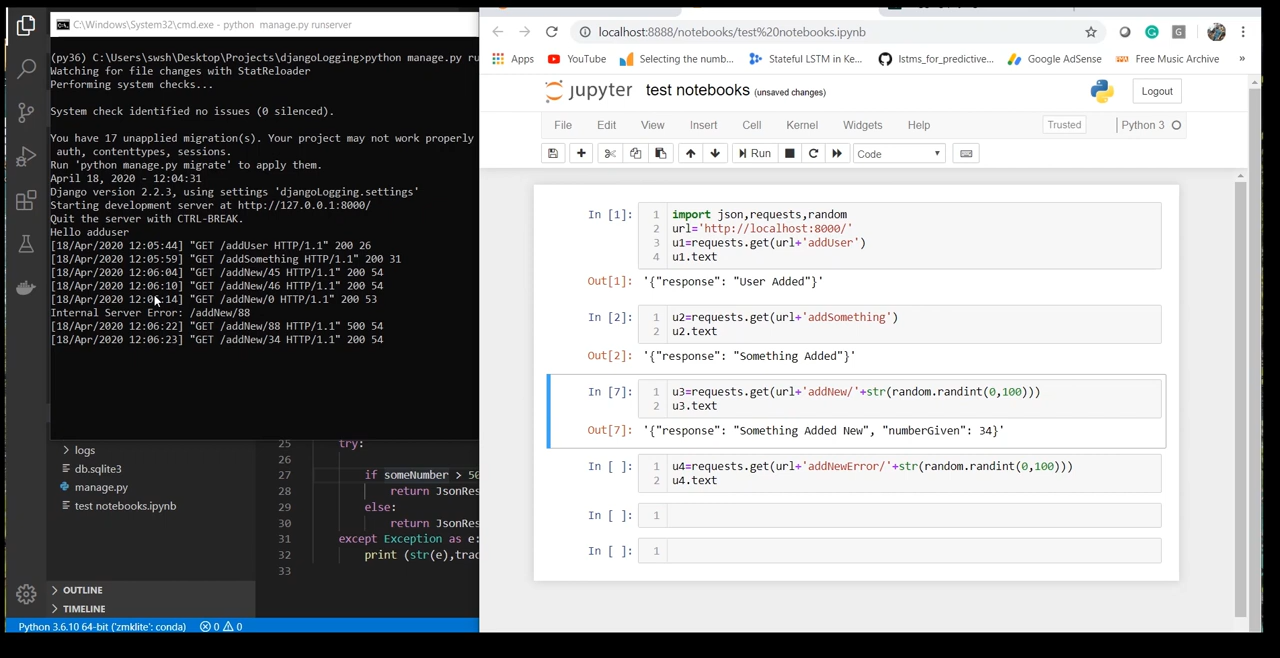 C:\Windows\System32\cmd.exe - python manage.py runserver
(py36) C:\Users\swsh\Desktop\Projects\djangoLogging>python manage.py ru
Watching for file changes with StatReloader
Performing system checks...
System check identified no issues (0 silenced).
You have 17 unapplied migration(s). Your project may not work properly
auth, contenttypes, sessions.
Run 'python manage.py migrate' to apply them.
April 18, 2020 - 12:04:31
Django version 2.2.3, using settings 'djangoLogging.settings'
Starting development server at http://127.0.0.1:8000/
Quit the server with CTRL-BREAK.
Hello adduser
[18/Apr/2020 12:05:44] "GET /addUser HTTP/1.1" 200 26
[18/Apr/2020 12:05:59] "GET /addSomething HTTP/1.1" 200 31
[18/Apr/2020 12:06:04] "GET /addNew/45 HTTP/1.1" 200 54
[18/Apr/2020 12:06:10] "GET /addNew/46 HTTP/1.1" 200 54
[18/Apr/2020 12:06:14] "GET /addNew/0 HTTP/1.1" 200 53
Internal Server Error: /addNew/88
[18/Apr/2020 12:06:22] "GET /addNew/88 HTTP/1.1" 500 54
[18/Apr/2020 12:06:23] "GET /addNew/34 HTTP/1.1" 200 54
logs
db.sqlite3
manage.py
test notebooks.ipynb
OUTLINE
TIMELINE
25 try:
26
27 if someNumber > 50
28 return JsonRes
29 else:
30 return JsonRes
31 except Exception as e:
32 print (str(e),trac
33
Python 3.6.10 64-bit ('zmklite': conda) 0 0
localhost:8888/notebooks/test%20notebooks.ipynb
Apps YouTube Selecting the numb... Stateful LSTM in Ke... lstms_for_predictive... Google AdSense Free Music Archive »
jupyter test notebooks (unsaved changes) Logout
File Edit View Insert Cell Kernel Widgets Help Trusted Python 3
Run Code
In [1]: 1 import json,requests,random
2 url='http://localhost:8000/'
3 u1=requests.get(url+'addUser')
4 u1.text
Out[1]: '{"response": "User Added"}'
In [2]: 1 u2=requests.get(url+'addSomething')
2 u2.text
Out[2]: '{"response": "Something Added"}'
In [7]: 1 u3=requests.get(url+'addNew/'+str(random.randint(0,100)))
2 u3.text
Out[7]: '{"response": "Something Added New", "numberGiven": 34}'
In [ ]: 1 u4=requests.get(url+'addNewError/'+str(random.randint(0,100)))
2 u4.text
In [ ]: 1
In [ ]: 1